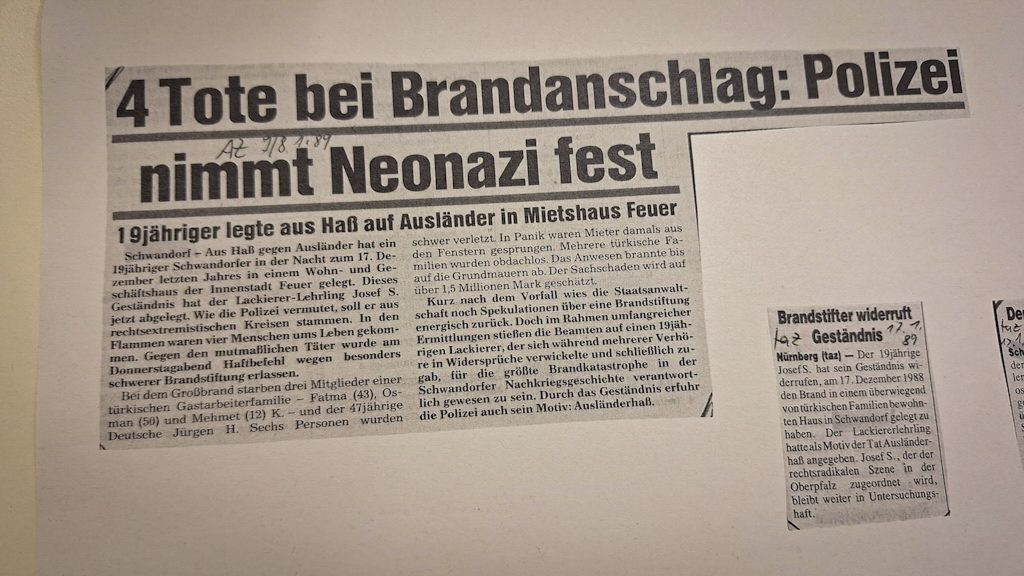 4 Tote bei Brandanschlag: Polizei
nimmt Neonazi fest
AZ 7/8.1.89
19jähriger legte aus Haß auf Ausländer in Mietshaus Feuer
Schwandorf – Aus Haß gegen Ausländer hat ein
19jähriger Schwandorfer in der Nacht zum 17. De-
zember letzten Jahres in einem Wohn- und Ge-
schäftshaus der Innenstadt Feuer gelegt. Dieses
Geständnis hat der Lackierer-Lehrling Josef S.
jetzt abgelegt. Wie die Polizei vermutet, soll er aus
rechtsextremistischen Kreisen stammen. In den
Flammen waren vier Menschen ums Leben gekom-
men. Gegen den mutmaßlichen Täter wurde am
Donnerstagabend Haftbefehl wegen besonders
schwerer Brandstiftung erlassen.
Bei dem Großbrand starben drei Mitglieder einer
türkischen Gastarbeiterfamilie – Fatma (43), Os-
man (50) und Mehmet (12) K. – und der 47jährige
Deutsche Jürgen H. Sechs Personen wurden
schwer verletzt. In Panik waren Mieter damals aus
den Fenstern gesprungen. Mehrere türkische Fa-
milien wurden obdachlos. Das Anwesen brannte bis
auf die Grundmauern ab. Der Sachschaden wird auf
über 1,5 Millionen Mark geschätzt.
Kurz nach dem Vorfall wies die Staatsanwalt-
schaft noch Spekulationen über eine Brandstiftung
energisch zurück. Doch im Rahmen umfangreicher
Ermittlungen stießen die Beamten auf einen 19jäh-
rigen Lackierer, der sich während mehrerer Verhö-
re in Widersprüche verwickelte und schließlich zu-
gab, für die größte Brandkatastrophe in der
Schwandorfer Nachkriegsgeschichte verantwort-
lich gewesen zu sein. Durch das Geständnis erfuhr
die Polizei auch sein Motiv: Ausländerhaß.
Brandstifter widerruft
Geständnis
taz 17.1.
89
Nürnberg (taz) — Der 19jährige
Josef S. hat sein Geständnis wi-
derrufen, am 17. Dezember 1988
den Brand in einem überwiegend
von türkischen Familien bewohn-
ten Haus in Schwandorf gelegt zu
haben. Der Lackiererlehrling
hatte als Motiv der Tat Ausländer-
haß angegeben. Josef S., der der
rechtsradikalen Szene in der
Oberpfalz zugeordnet wird,
bleibt weiter in Untersuchungs-
haft.